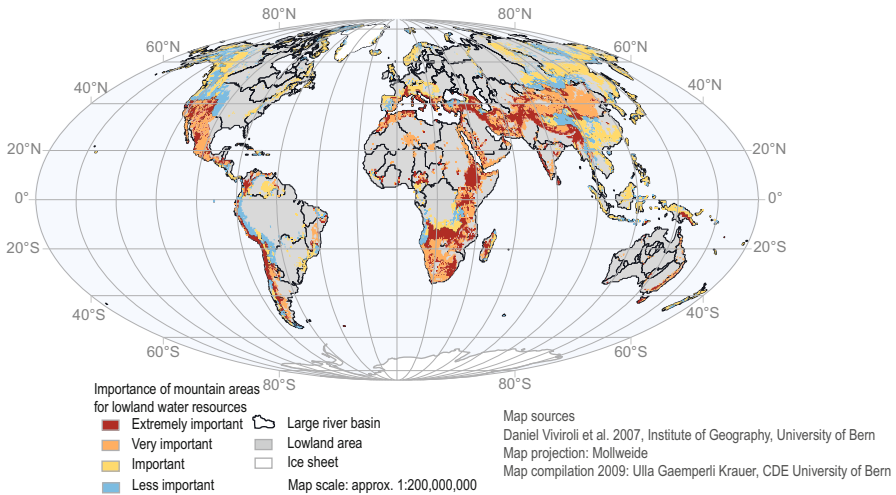 80°N 80°N
60°N 60°N
40°N 40°N
20°N 20°N
0° 0°
20°S 20°S
40°S 40°S
60°S 60°S
80°S 80°S
Importance of mountain areas
for lowland water resources
Extremely important
Very important
Important
Less important
Large river basin
Lowland area
Ice sheet
Map scale: approx. 1:200,000,000
Map sources
Daniel Viviroli et al. 2007, Institute of Geography, University of Bern
Map projection: Mollweide
Map compilation 2009: Ulla Gaemperli Krauer, CDE University of Bern